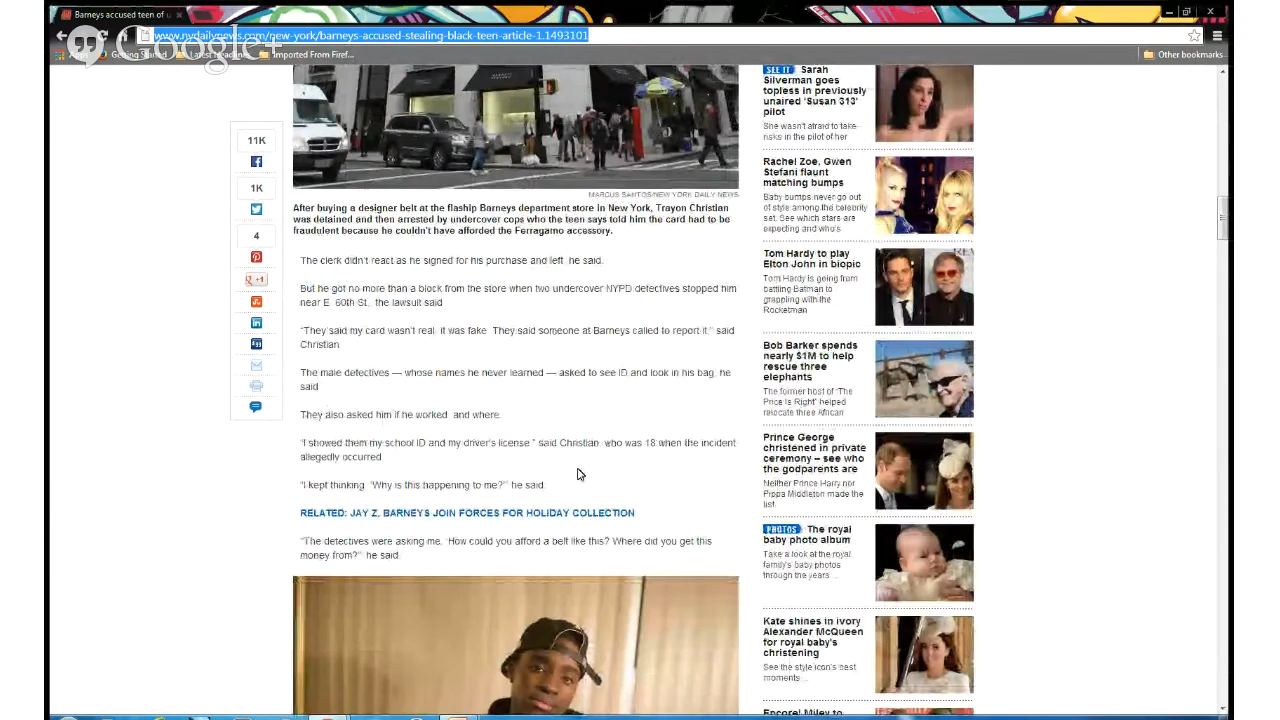 Barneys accused teen of u
www.nydailynews.com/new-york/barneys-accused-stealing-black-teen-article-1.1493101
Google+
Apps
Getting Started
Latest Headlines
Imported From Firef...
Other bookmarks
11K
1K
4
+1
MARCUS SANTOS/NEW YORK DAILY NEWS
After buying a designer belt at the flaship Barneys department store in New York, Trayon Christian
was detained and then arrested by undercover cops who the teen says told him the card had to be
fraudulent because he couldn't have afforded the Ferragamo accessory.
The clerk didn't react as he signed for his purchase and left, he said.
But he got no more than a block from the store when two undercover NYPD detectives stopped him
near E. 60th St., the lawsuit said.
"They said my card wasn't real, it was fake. They said someone at Barneys called to report it," said
Christian.
The male detectives — whose names he never learned — asked to see ID and look in his bag, he
said.
They also asked him if he worked, and where.
"I showed them my school ID and my driver's license," said Christian, who was 18 when the incident
allegedly occurred.
"I kept thinking, 'Why is this happening to me?'" he said.
RELATED: JAY Z, BARNEYS JOIN FORCES FOR HOLIDAY COLLECTION
"The detectives were asking me, 'How could you afford a belt like this? Where did you get this
money from?'" he said.
SEE IT Sarah
Silverman goes
topless in previously
unaired 'Susan 313'
pilot
She wasn't afraid to take
risks in the pilot of her
Rachel Zoe, Gwen
Stefani flaunt
matching bumps
Baby bumps never go out
of style among the celebrity
set. See which stars are
expecting and who's
Tom Hardy to play
Elton John in biopic
Tom Hardy is going from
battling Batman to
grappling with the
Rocketman
Bob Barker spends
nearly $1M to help
rescue three
elephants
The former host of 'The
Price Is Right' helped
relocate three African
Prince George
christened in private
ceremony – see who
the godparents are
Neither Prince Harry nor
Pippa Middleton made the
list.
PHOTOS The royal
baby photo album
Take a look at the royal
family's baby photos
through the years ...
Kate shines in ivory
Alexander McQueen
for royal baby's
christening
See the style icon's best
moments...
Encore! Miley to